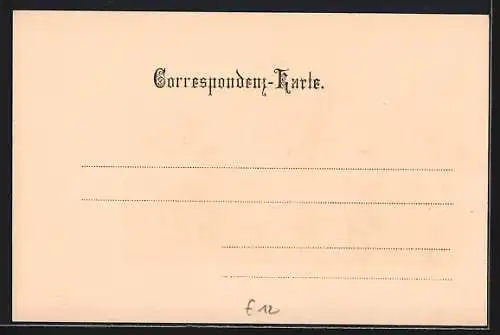 Correspondenz-Karte.
£ 12